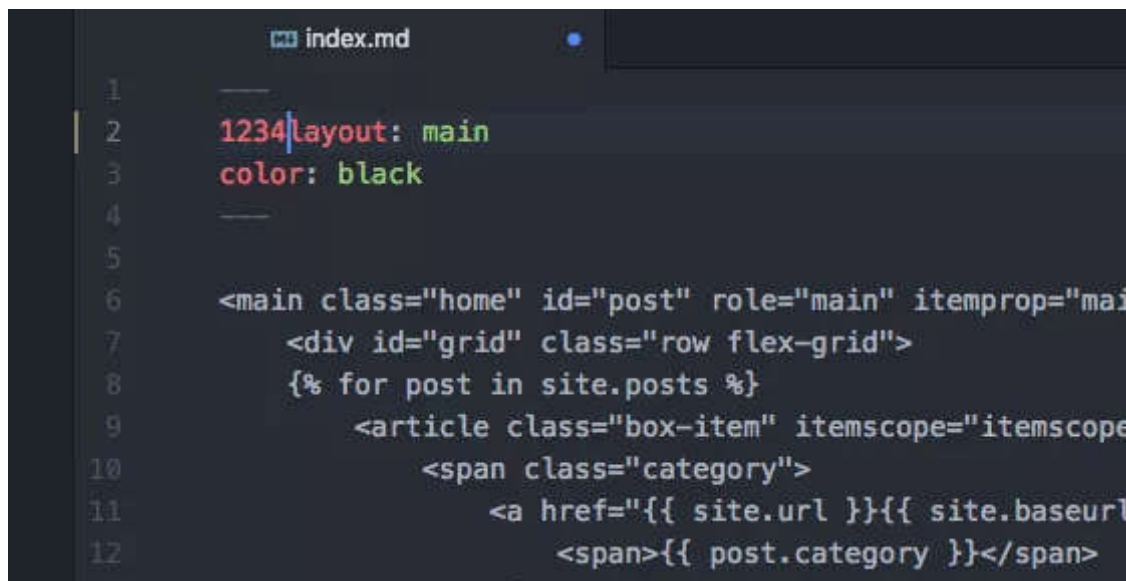 index.md
1 ---
2 1234layout: main
3 color: black
4 ---
5
6 <main class="home" id="post" role="main" itemprop="mai
7 <div id="grid" class="row flex-grid">
8 {% for post in site.posts %}
9 <article class="box-item" itemscope="itemscope
10 <span class="category">
11 <a href="{{ site.url }}{{ site.baseurl
12 <span>{{ post.category }}</span>